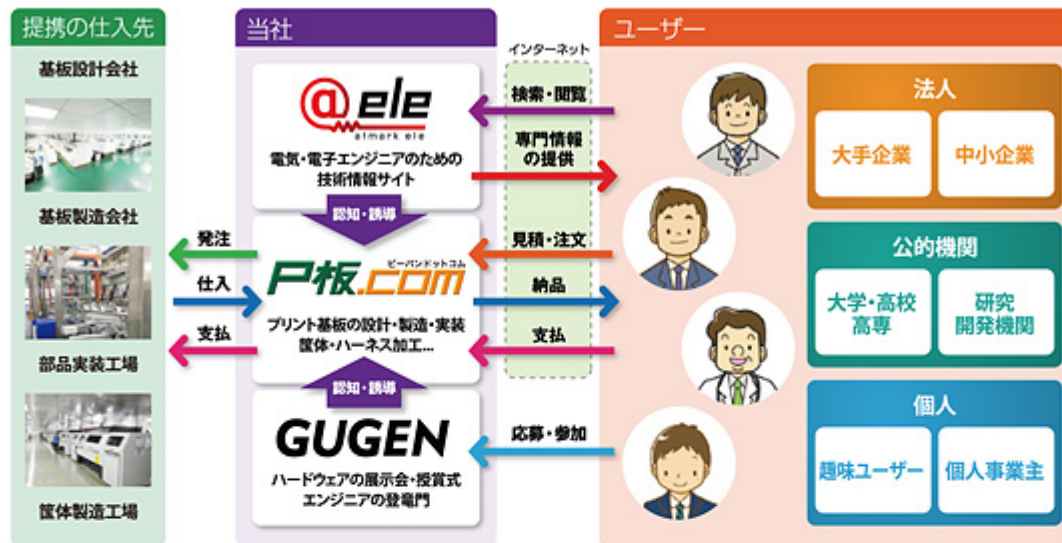 提携の仕入先
基板設計会社
基板製造会社
部品実装工場
筐体製造工場
発注
仕入
支払
当社
@ele
atmark ele
電気・電子エンジニアのための
技術情報サイト
認知・誘導
ピーバンドットコム
P板.com
プリント基板の設計・製造・実装
筐体・ハーネス加工...
認知・誘導
GUGEN
ハードウェアの展示会・授賞式
エンジニアの登竜門
インターネット
検索・閲覧
専門情報
の提供
見積・注文
納品
支払
応募・参加
ユーザー
法人
大手企業
中小企業
公的機関
大学・高校
高専
研究
開発機関
個人
趣味ユーザー
個人事業主